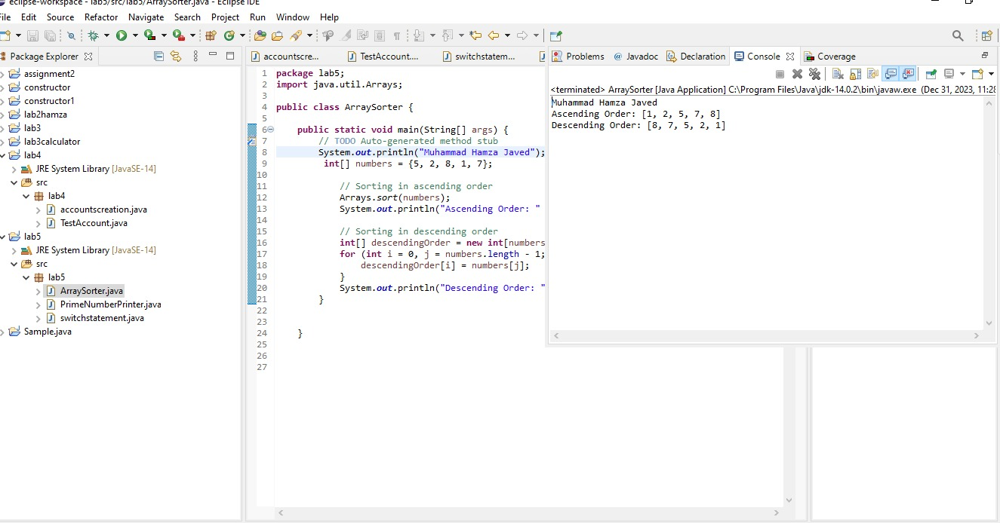 eclipse-workspace - lab5/src/lab5/ArraySorter.java - Eclipse IDE
File Edit Source Refactor Navigate Search Project Run Window Help
Package Explorer
assignment2
constructor
constructor1
lab2hamza
lab3
lab3calculator
lab4
JRE System Library [JavaSE-14]
src
lab4
accountscreation.java
TestAccount.java
lab5
JRE System Library [JavaSE-14]
src
lab5
ArraySorter.java
PrimeNumberPrinter.java
switchstatement.java
Sample.java
accountscre... TestAccount.... switchstatem...
1 package lab5;
2 import java.util.Arrays;
3
4 public class ArraySorter {
5
6 public static void main(String[] args) {
7 // TODO Auto-generated method stub
8 System.out.println("Muhammad Hamza Javed");
9 int[] numbers = {5, 2, 8, 1, 7};
10
11 // Sorting in ascending order
12 Arrays.sort(numbers);
13 System.out.println("Ascending Order: "
14
15 // Sorting in descending order
16 int[] descendingOrder = new int[numbers
17 for (int i = 0, j = numbers.length - 1;
18 descendingOrder[i] = numbers[j];
19 }
20 System.out.println("Descending Order: "
21 }
22
23
24 }
25
26
27
Problems @ Javadoc Declaration Console Coverage
<terminated> ArraySorter [Java Application] C:\Program Files\Java\jdk-14.0.2\bin\javaw.exe (Dec 31, 2023, 11:28
Muhammad Hamza Javed
Ascending Order: [1, 2, 5, 7, 8]
Descending Order: [8, 7, 5, 2, 1]